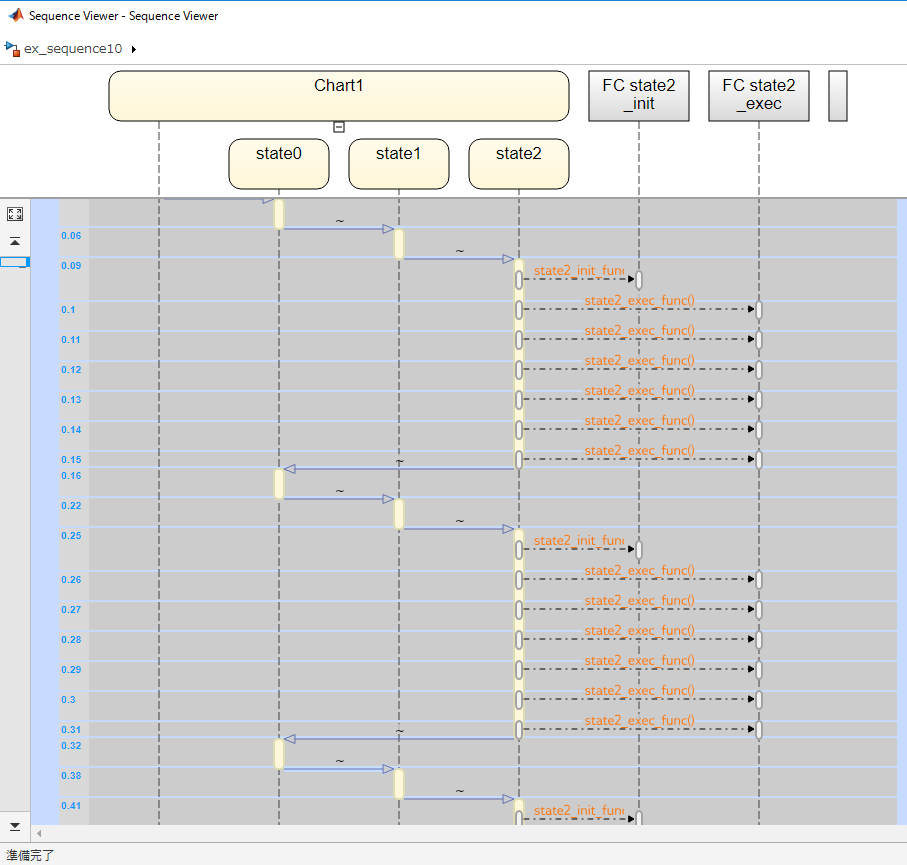 Sequence Viewer - Sequence Viewer
ex_sequence10
Chart1
FC state2
_init
FC state2
_exec
state0
state1
state2
~
0.06
~
0.09
state2_init_func
0.1
state2_exec_func()
0.11
state2_exec_func()
0.12
state2_exec_func()
0.13
state2_exec_func()
0.14
state2_exec_func()
0.15
state2_exec_func()
~
0.16
~
0.22
~
0.25
state2_init_func
0.26
state2_exec_func()
0.27
state2_exec_func()
0.28
state2_exec_func()
0.29
state2_exec_func()
0.3
state2_exec_func()
0.31
state2_exec_func()
~
0.32
~
0.38
~
0.41
state2_init_func
準備完了